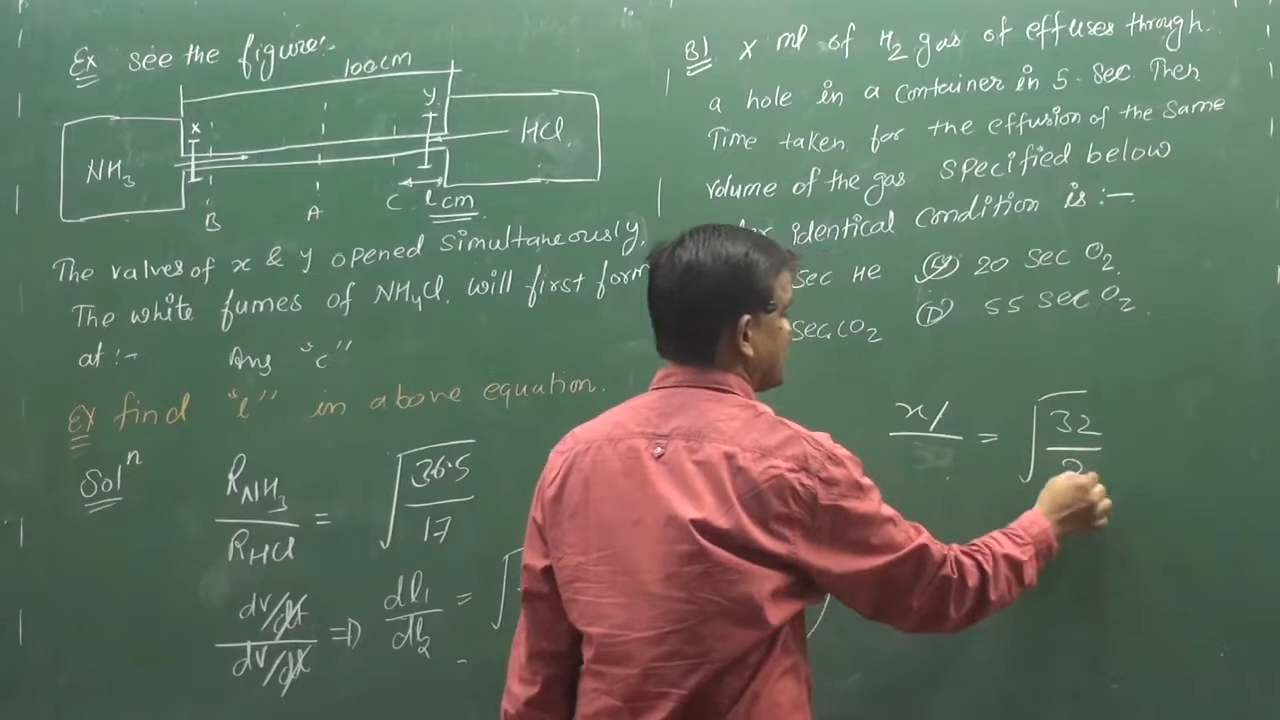 Ex see the figure:-
100cm
x
y
NH3
HCl.
B
A
C
l cm
The valves of x & y opened simultaneously.
The white fumes of NH4Cl. will first form
at :- Ans "c"
Ex find "l" in above equation.
Solⁿ
R_NH3 / R_HCl = √(36.5 / 17)
dv/dt / dv/dt ⇒ dl1 / dl2 = √
B) x ml of H2 gas of effuses through
a hole in a container in 5 sec. Then
Time taken for the effusion of the same
volume of the gas specified below
identical condition is :-
sec He
20 sec O2.
sec CO2
(D) 55 sec O2
x/ = √(32 / 2